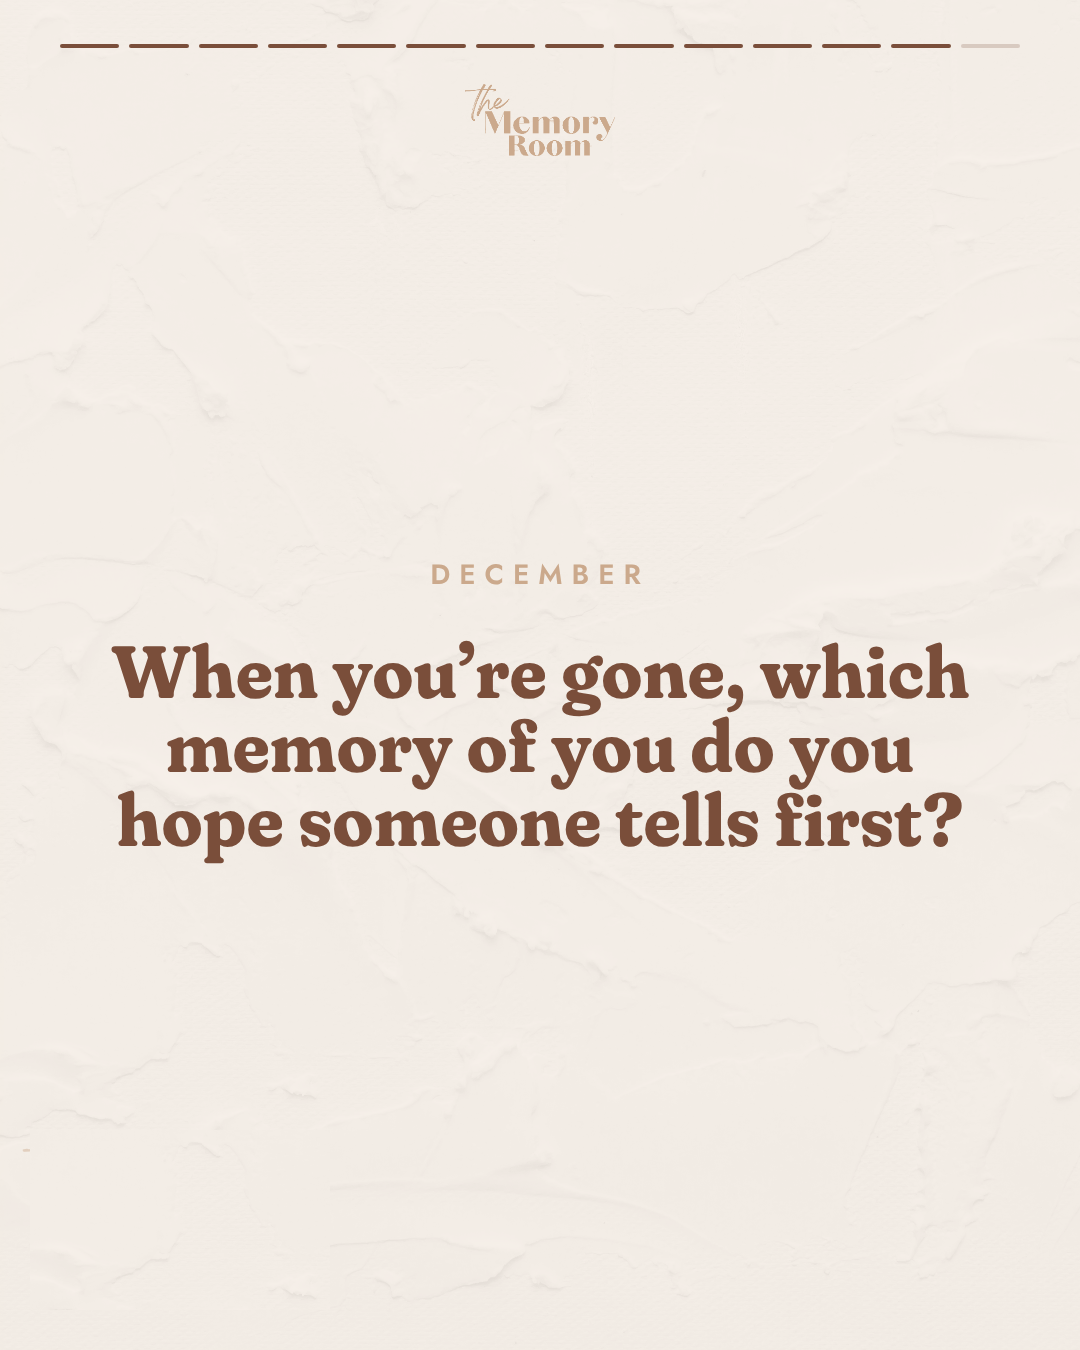 the
Memory
Room
DECEMBER
When you’re gone, which
memory of you do you
hope someone tells first?